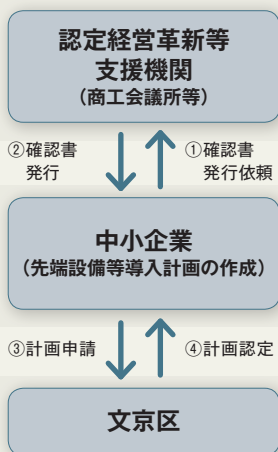 認定経営革新等
支援機関
(商工会議所等)
②確認書
発行
①確認書
発行依頼
中小企業
(先端設備等導入計画の作成)
③計画申請
④計画認定
文京区